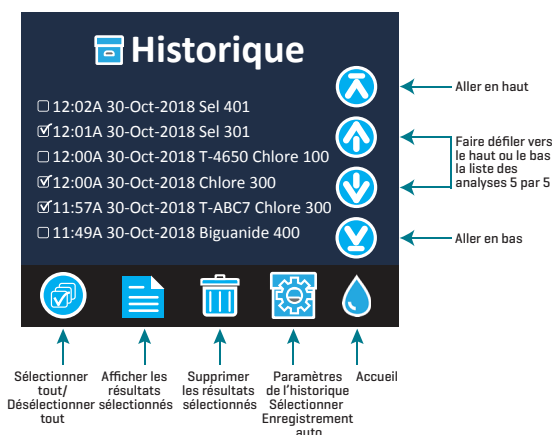 Historique
12:02A 30-Oct-2018 Sel 401
12:01A 30-Oct-2018 Sel 301
12:00A 30-Oct-2018 T-4650 Chlore 100
12:00A 30-Oct-2018 Chlore 300
11:57A 30-Oct-2018 T-ABC7 Chlore 300
11:49A 30-Oct-2018 Biguanide 400
Aller en haut
Faire défiler vers
le haut ou le bas
la liste des
analyses 5 par 5
Aller en bas
Sélectionner
tout/
Désélectionner
tout
Afficher les
résultats
sélectionnés
Supprimer
les résultats
sélectionnés
Paramètres
de l'historique
Sélectionner
Enregistrement
auto
Accueil